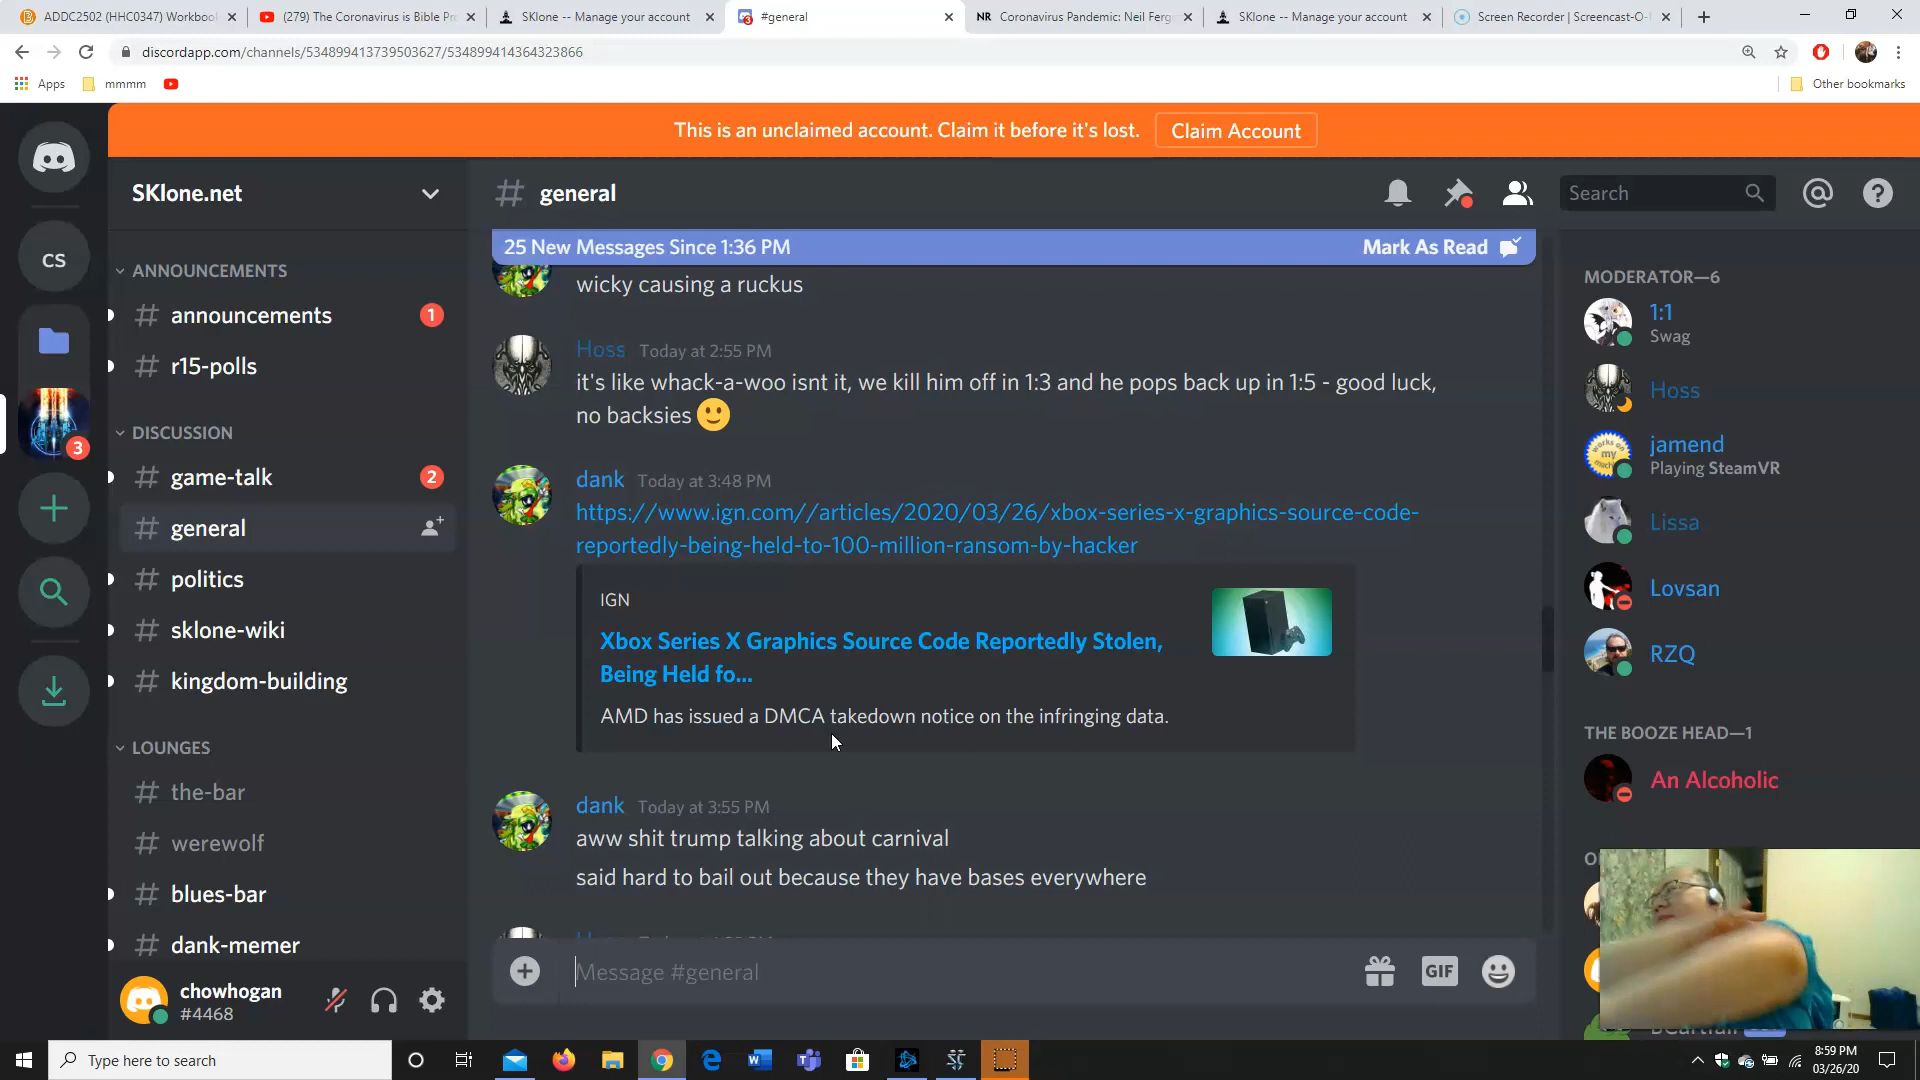 ADDC2502 (HHC0347) Workbook
(279) The Coronavirus is Bible Pr
SKlone -- Manage your account
#general
NR Coronavirus Pandemic: Neil Ferg
SKlone -- Manage your account
Screen Recorder | Screencast-O-
discordapp.com/channels/534899413739503627/534899414364323866
Apps
mmmm
Other bookmarks
This is an unclaimed account. Claim it before it's lost.
Claim Account
SKlone.net
# general
Search
25 New Messages Since 1:36 PM
Mark As Read
CS
3
ANNOUNCEMENTS
# announcements 1
# r15-polls
DISCUSSION
# game-talk 2
# general
# politics
# sklone-wiki
# kingdom-building
LOUNGES
# the-bar
# werewolf
# blues-bar
# dank-memer
chowhogan
#4468
wicky causing a ruckus
Hoss Today at 2:55 PM
it's like whack-a-woo isnt it, we kill him off in 1:3 and he pops back up in 1:5 - good luck,
no backsies 🙂
dank Today at 3:48 PM
https://www.ign.com//articles/2020/03/26/xbox-series-x-graphics-source-code-
reportedly-being-held-to-100-million-ransom-by-hacker
IGN
Xbox Series X Graphics Source Code Reportedly Stolen,
Being Held fo...
AMD has issued a DMCA takedown notice on the infringing data.
dank Today at 3:55 PM
aww shit trump talking about carnival
said hard to bail out because they have bases everywhere
Message #general
GIF
MODERATOR—6
1:1
Swag
Hoss
jamend
Playing SteamVR
Lissa
Lovsan
RZQ
THE BOOZE HEAD—1
An Alcoholic
Type here to search
8:59 PM
03/26/20